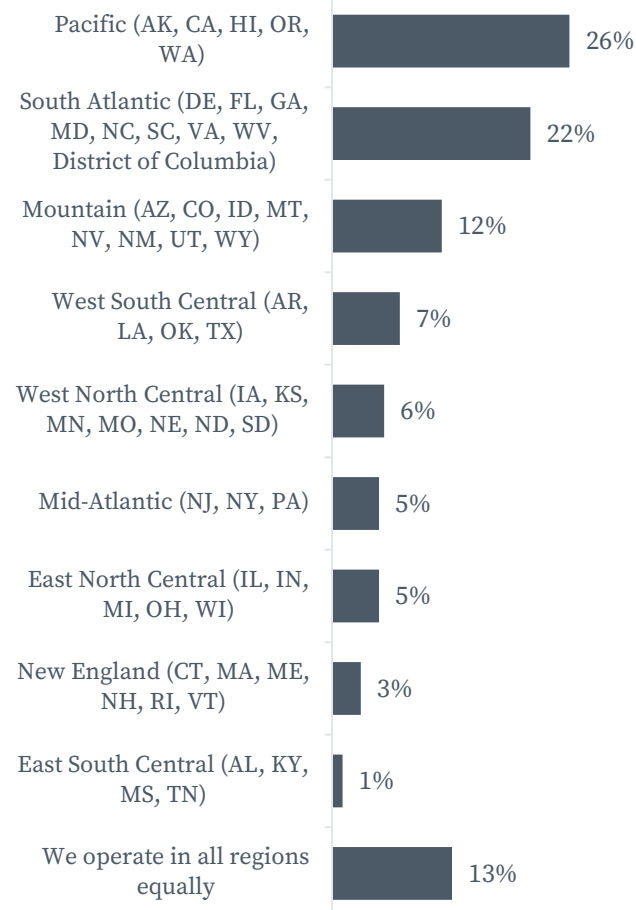 Pacific (AK, CA, HI, OR,
WA)
26%
South Atlantic (DE, FL, GA,
MD, NC, SC, VA, WV,
District of Columbia)
22%
Mountain (AZ, CO, ID, MT,
NV, NM, UT, WY)
12%
West South Central (AR,
LA, OK, TX)
7%
West North Central (IA, KS,
MN, MO, NE, ND, SD)
6%
Mid-Atlantic (NJ, NY, PA)
5%
East North Central (IL, IN,
MI, OH, WI)
5%
New England (CT, MA, ME,
NH, RI, VT)
3%
East South Central (AL, KY,
MS, TN)
1%
We operate in all regions
equally
13%